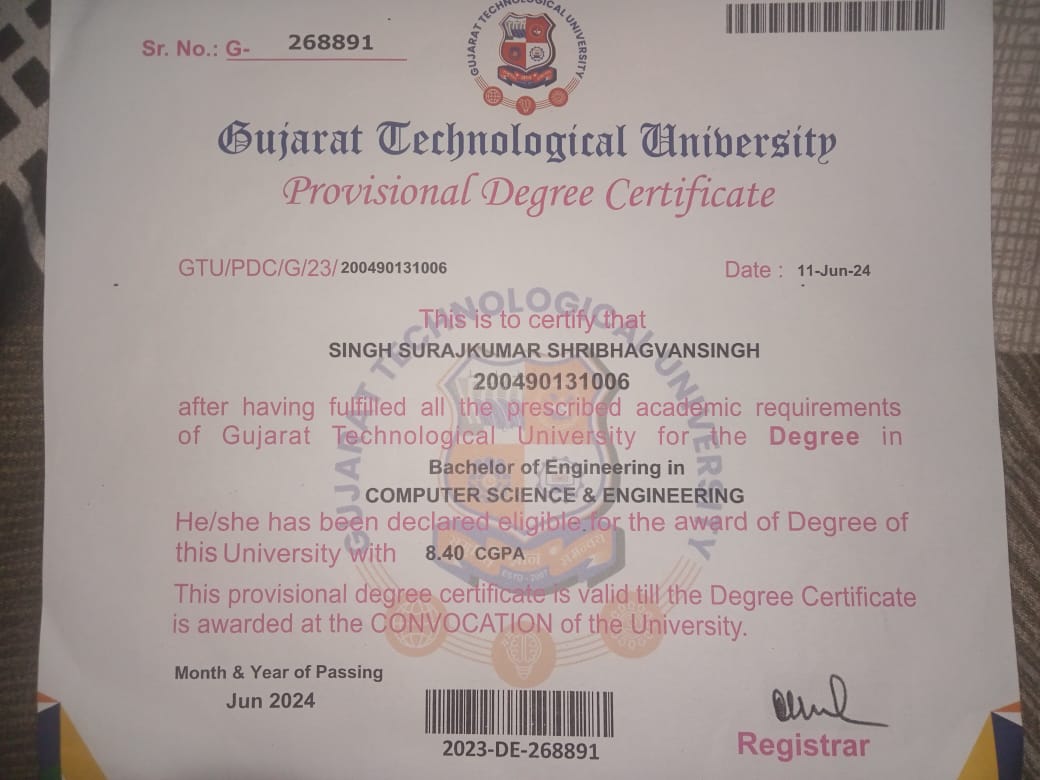 Sr. No.: G- 268891
GUJARAT TECHNOLOGICAL UNIVERSITY
Gujarat Technological University
Provisional Degree Certificate
GTU/PDC/G/23/ 200490131006
Date : 11-Jun-24
GUJARAT TECHNOLOGICAL UNIVERSITY
This is to certify that
SINGH SURAJKUMAR SHRIBHAGVANSINGH
200490131006
after having fulfilled all the prescribed academic requirements
of Gujarat Technological University for the Degree in
Bachelor of Engineering in
COMPUTER SCIENCE & ENGINEERING
He/she has been declared eligible for the award of Degree of
this University with 8.40 CGPA
ESTD - 2007
This provisional degree certificate is valid till the Degree Certificate
is awarded at the CONVOCATION of the University.
Month & Year of Passing
Jun 2024
2023-DE-268891
Registrar